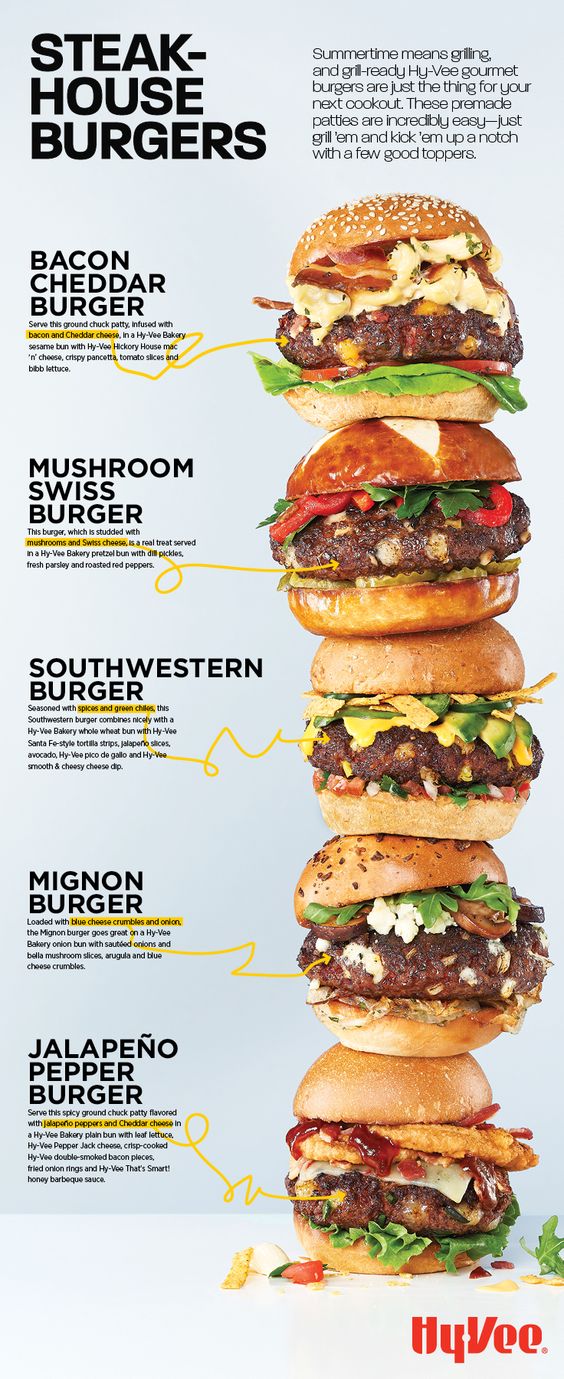 STEAK-
HOUSE
BURGERS
Summertime means grilling,
and grill-ready Hy-Vee gourmet
burgers are just the thing for your
next cookout. These premade
patties are incredibly easy—just
grill ’em and kick ’em up a notch
with a few good toppers.
BACON
CHEDDAR
BURGER
Serve this ground chuck patty, infused with
bacon and Cheddar cheese, in a Hy-Vee Bakery
sesame bun with Hy-Vee Hickory House mac
’n’ cheese, crispy pancetta, tomato slices and
bibb lettuce.
MUSHROOM
SWISS
BURGER
This burger, which is studded with
mushrooms and Swiss cheese, is a real treat served
in a Hy-Vee Bakery pretzel bun with dill pickles,
fresh parsley and roasted red peppers.
SOUTHWESTERN
BURGER
Seasoned with spices and green chiles, this
Southwestern burger combines nicely with a
Hy-Vee Bakery whole wheat bun with Hy-Vee
Santa Fe-style tortilla strips, jalapeño slices,
avocado, Hy-Vee pico de gallo and Hy-Vee
smooth & cheesy cheese dip.
MIGNON
BURGER
Loaded with blue cheese crumbles and onion,
the Mignon burger goes great on a Hy-Vee
Bakery onion bun with sautéed onions and
bella mushroom slices, arugula and blue
cheese crumbles.
JALAPEÑO
PEPPER
BURGER
Serve this spicy ground chuck patty flavored
with jalapeño peppers and Cheddar cheese in
a Hy-Vee Bakery plain bun with leaf lettuce,
Hy-Vee Pepper Jack cheese, crisp-cooked
Hy-Vee double-smoked bacon pieces,
fried onion rings and Hy-Vee That's Smart!
honey barbeque sauce.
HyVee®